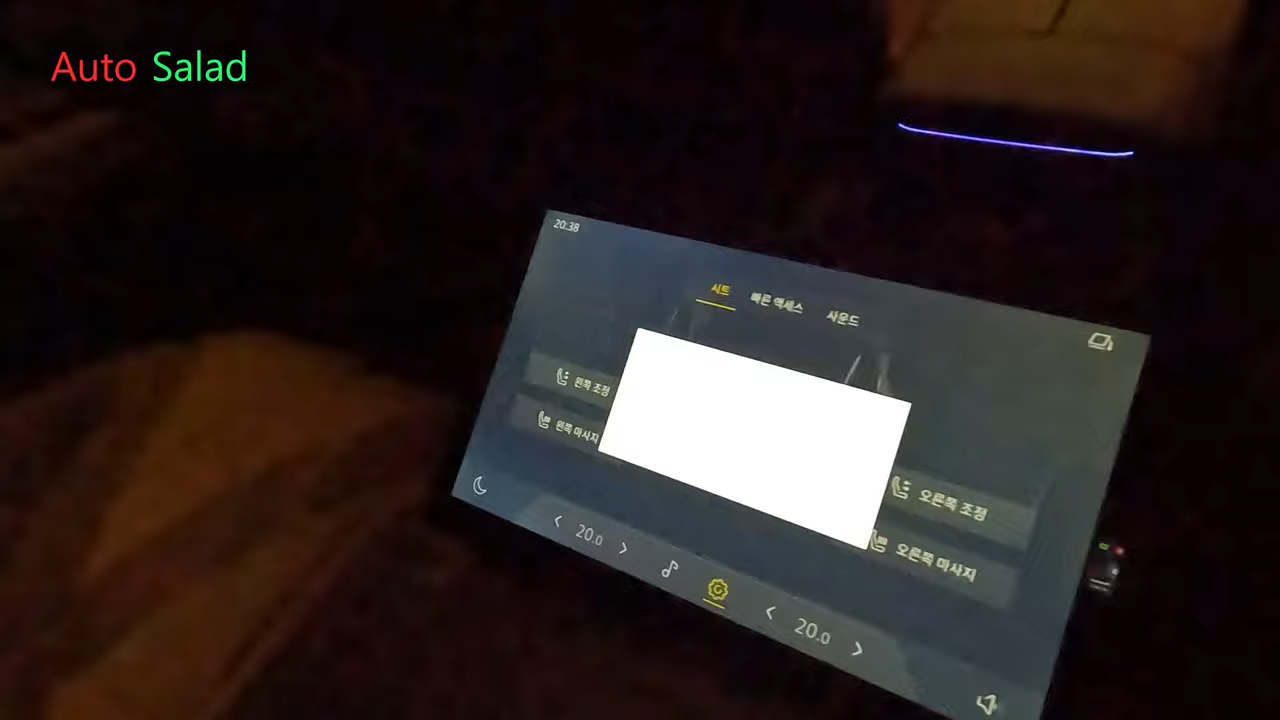 Auto Salad
20:38
시트 빠른 액세스 사운드
왼쪽 조정
왼쪽 마사지
오른쪽 조정
오른쪽 마사지
20.0
20.0